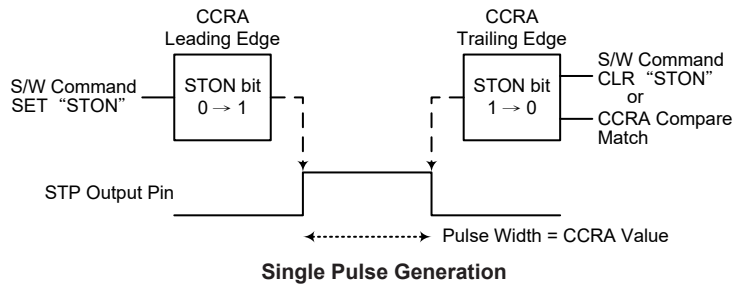 CCRA
Leading Edge
CCRA
Trailing Edge
S/W Command
SET “STON”
STON bit
0 → 1
STON bit
1 → 0
S/W Command
CLR “STON”
or
CCRA Compare
Match
STP Output Pin
Pulse Width = CCRA Value
Single Pulse Generation